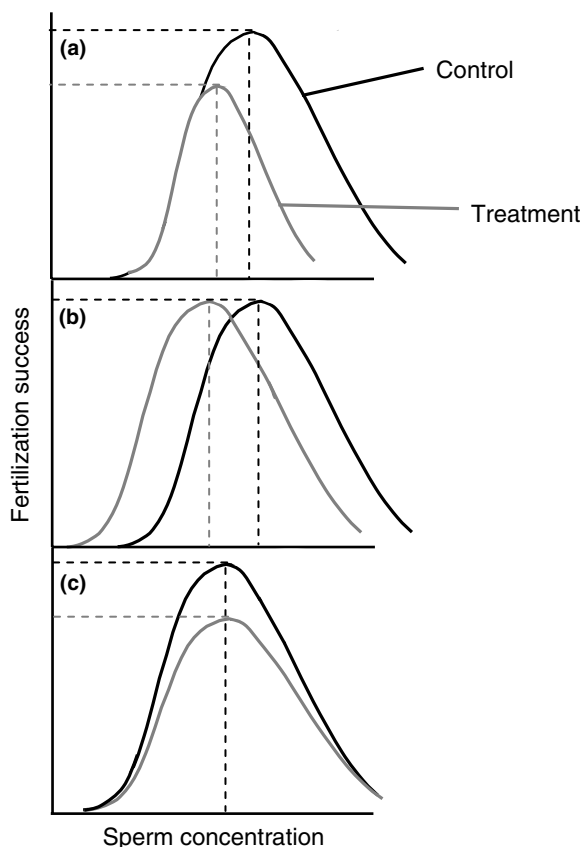 (a)
Control
Treatment
(b)
Fertilization success
(c)
Sperm concentration